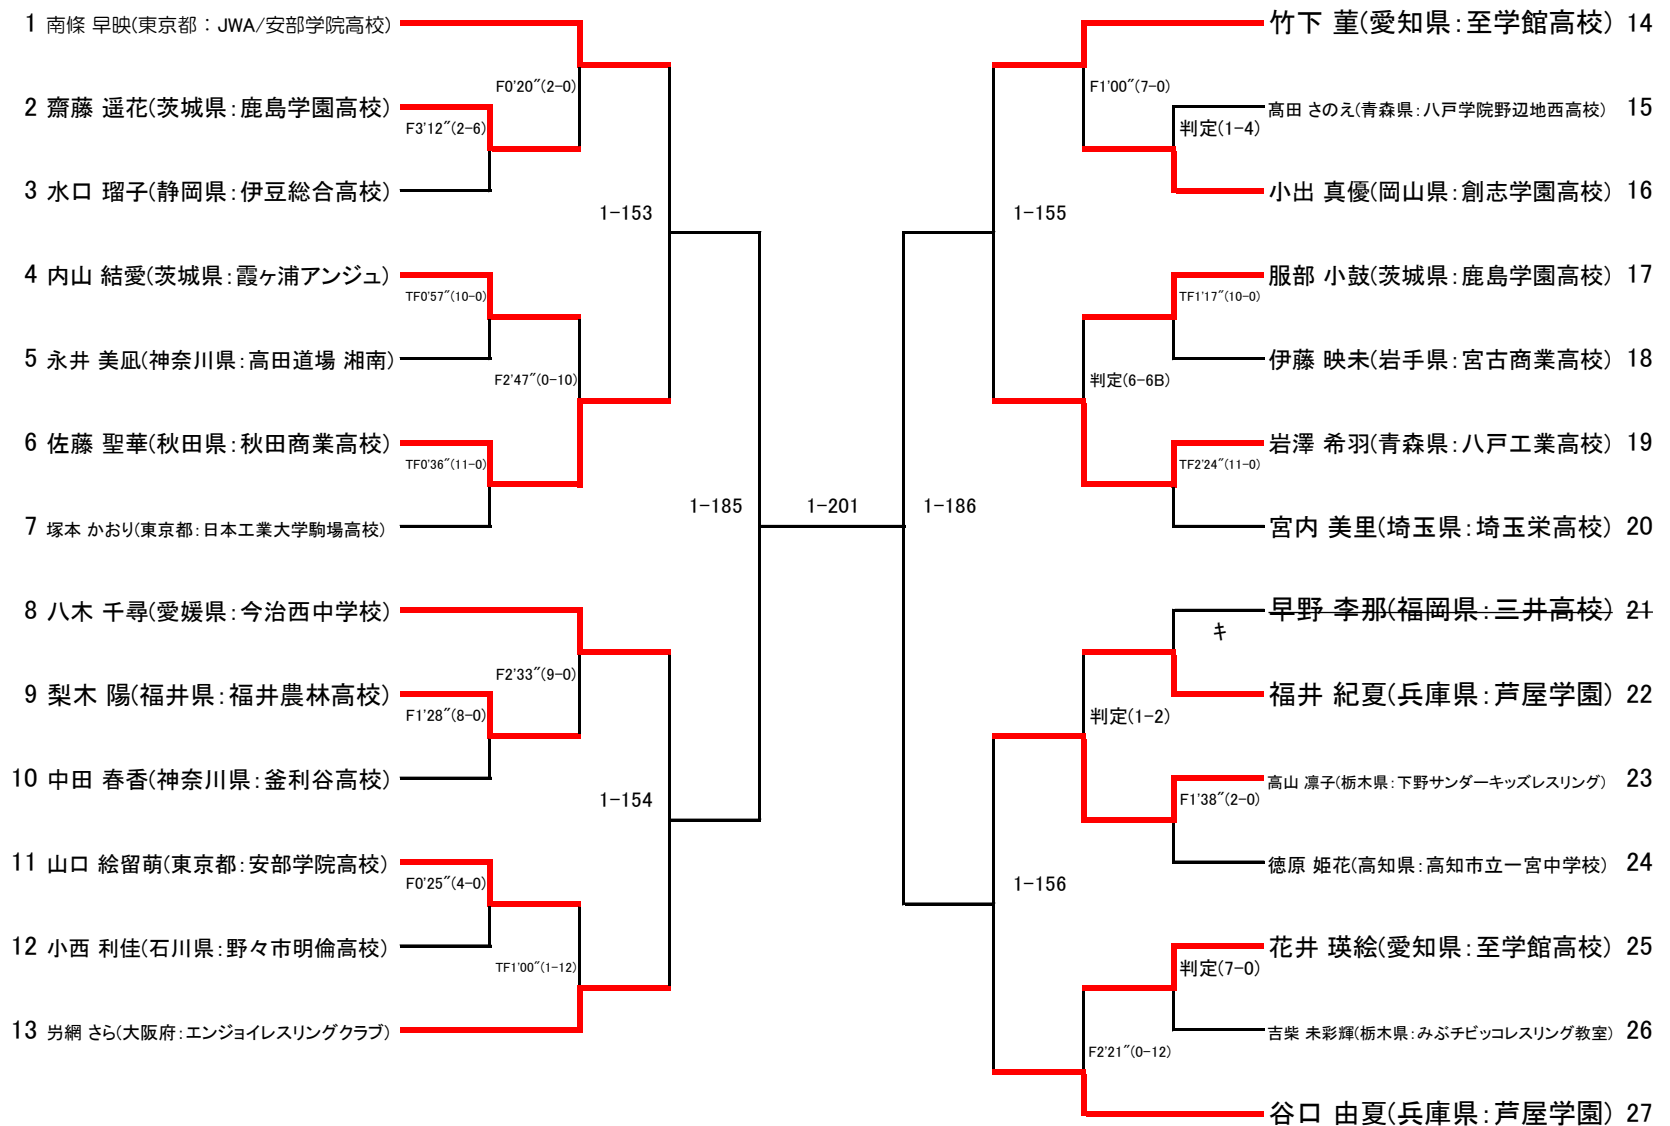 1 南條 早映(東京都：JWA/安部学院高校)
F0'20"(2-0)
2 齋藤 遥花(茨城県：鹿島学園高校)
F3'12"(2-6)
3 水口 瑠子(静岡県：伊豆総合高校)
1-153
4 内山 結愛(茨城県：霞ヶ浦アンジュ)
TF0'57"(10-0)
5 永井 美凪(神奈川県：高田道場 湘南)
F2'47"(0-10)
6 佐藤 聖華(秋田県：秋田商業高校)
TF0'36"(11-0)
7 塚本 かおり(東京都：日本工業大学駒場高校)
1-185
8 八木 千尋(愛媛県：今治西中学校)
F2'33"(9-0)
9 梨木 陽(福井県：福井農林高校)
F1'28"(8-0)
10 中田 春香(神奈川県：釜利谷高校)
1-154
11 山口 絵留萌(東京都：安部学院高校)
F0'25"(4-0)
12 小西 利佳(石川県：野々市明倫高校)
TF1'00"(1-12)
13 網 さら(大阪府：エンジョイレスリングクラブ)
1-201
竹下 菫(愛知県：至学館高校) 14
F1'00"(7-0)
髙田 さのえ(青森県：八戸学院野辺地西高校) 15
判定(1-4)
小出 真優(岡山県：創志学園高校) 16
1-155
服部 小鼓(茨城県：鹿島学園高校) 17
TF1'17"(10-0)
伊藤 映未(岩手県：宮古商業高校) 18
判定(6-6B)
岩澤 希羽(青森県：八戸工業高校) 19
TF2'24"(11-0)
宮内 美里(埼玉県：埼玉栄高校) 20
1-186
早野 李那(福岡県：三井高校) 21
キ
福井 紀夏(兵庫県：芦屋学園) 22
判定(1-2)
高山 凛子(栃木県：下野サンダーキッズレスリング) 23
F1'38"(2-0)
徳原 姫花(高知県：高知市立一宮中学校) 24
1-156
花井 瑛絵(愛知県：至学館高校) 25
判定(7-0)
吉柴 未彩輝(栃木県：みぶチビッコレスリング教室) 26
F2'21"(0-12)
谷口 由夏(兵庫県：芦屋学園) 27